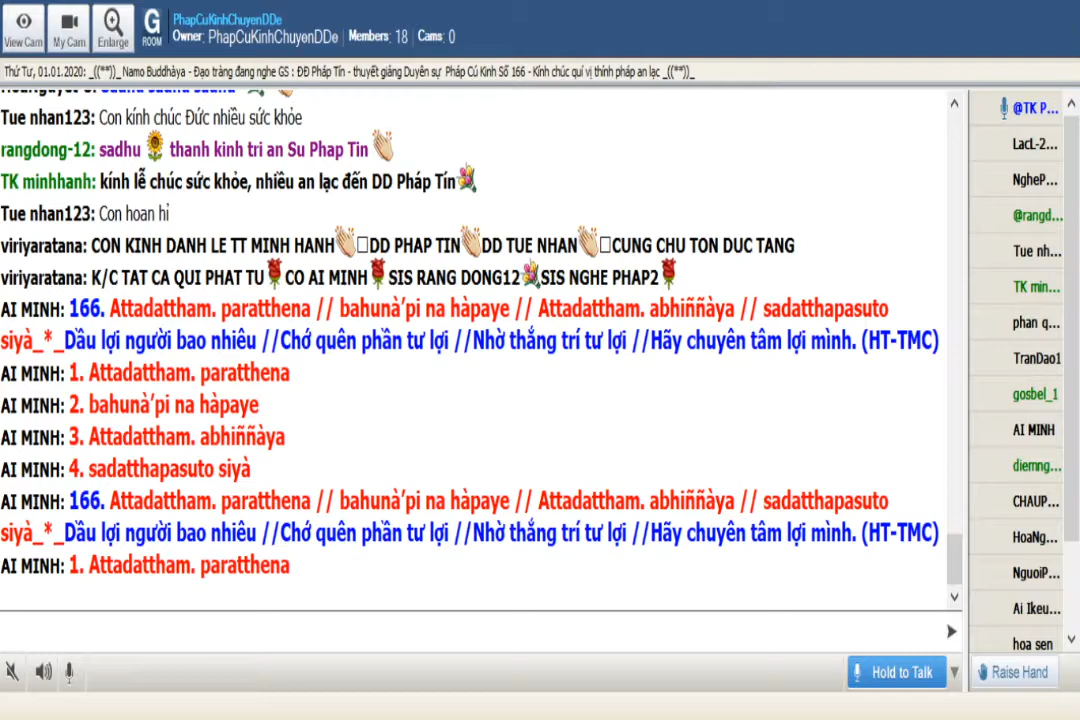 View Cam
My Cam
Enlarge
G
ROOM
PhapCuKinhChuyenDDe
Owner: PhapCuKinhChuyenDDe | Members: 18 | Cams: 0
Thứ Tư, 01.01.2020: _((**))_ Namo Buddhàya - Đạo tràng đang nghe GS : ĐĐ Pháp Tín - thuyết giảng Duyên sự Pháp Cú Kinh Số 166 - Kính chúc quí vị thính pháp an lạc _((**))_
Tue nhan123: Con kính chúc Đức nhiều sức khỏe
rangdong-12: sadhu thanh kinh tri an Su Phap Tin
TK minhhanh: kính lễ chúc sức khỏe, nhiều an lạc đến DD Pháp Tín
Tue nhan123: Con hoan hỉ
viriyaratana: CON KINH DANH LE TT MINH HANH DD PHAP TIN DD TUE NHAN CUNG CHU TON DUC TANG
viriyaratana: K/C TAT CA QUI PHAT TU CO AI MINH SIS RANG DONG12 SIS NGHE PHAP2
AI MINH: 166. Attadattham. paratthena // bahunà’pi na hàpaye // Attadattham. abhiññàya // sadatthapasuto
siyà_*_Dầu lợi người bao nhiêu //Chớ quên phần tư lợi //Nhờ thắng trí tư lợi //Hãy chuyên tâm lợi mình. (HT-TMC)
AI MINH: 1. Attadattham. paratthena
AI MINH: 2. bahunà’pi na hàpaye
AI MINH: 3. Attadattham. abhiññàya
AI MINH: 4. sadatthapasuto siyà
AI MINH: 166. Attadattham. paratthena // bahunà’pi na hàpaye // Attadattham. abhiññàya // sadatthapasuto
siyà_*_Dầu lợi người bao nhiêu //Chớ quên phần tư lợi //Nhờ thắng trí tư lợi //Hãy chuyên tâm lợi mình. (HT-TMC)
AI MINH: 1. Attadattham. paratthena
@TK P...
LacL-2...
NgheP...
@rangd...
Tue nh...
TK min...
phan q...
TranDao1
gosbel_1
AI MINH
diemng...
CHAUP...
HoaNg...
NguoiP...
Ai Ikeu...
hoa sen
Hold to Talk
Raise Hand